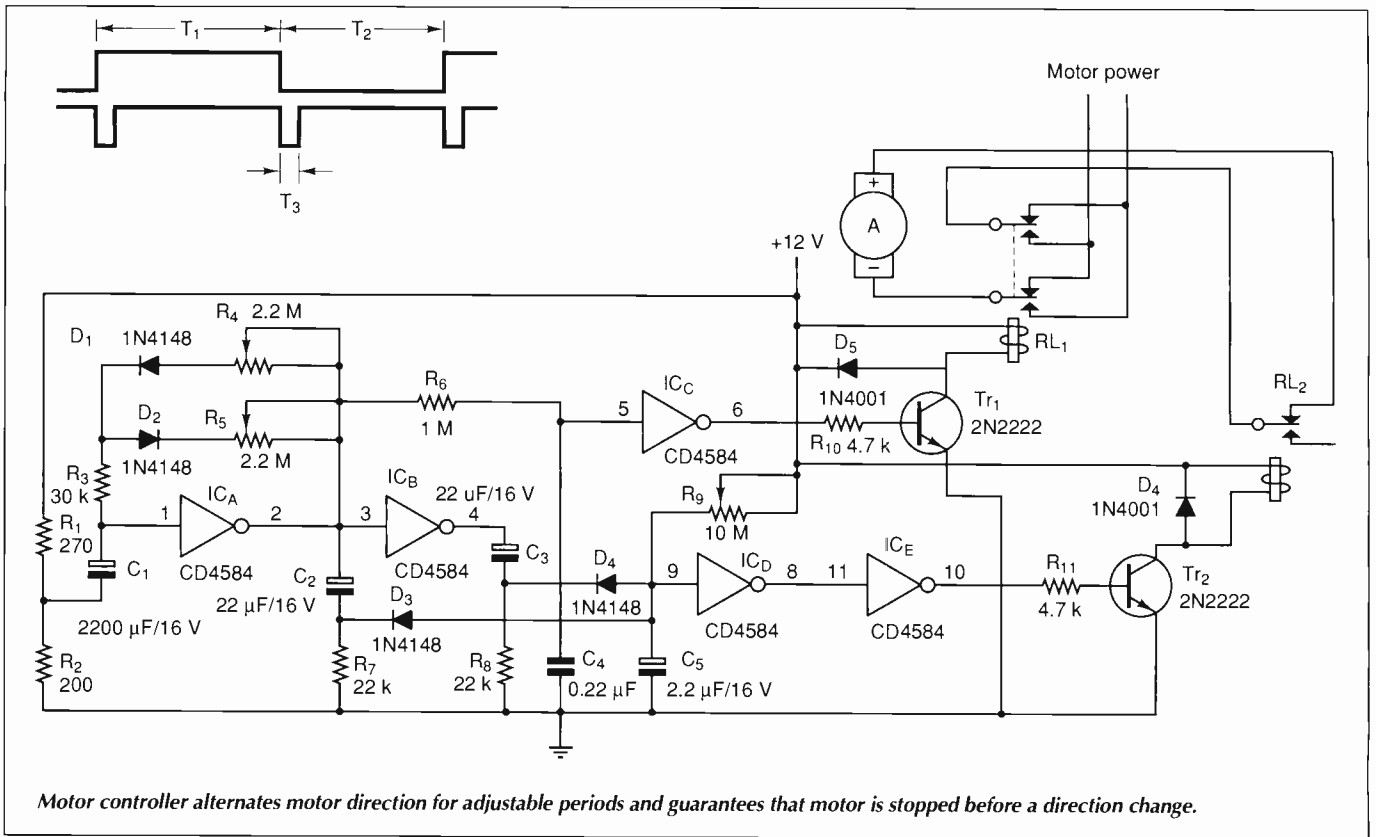 T₁
T₂
T₃
Motor power
+
A
−
+12 V
RL₁
D₅
1N4001
Tr₁
2N2222
R₁₀ 4.7 k
RL₂
D₁
1N4148
R₄ 2.2 M
D₂
1N4148
R₅
2.2 M
R₆
1 M
5
IC_C
6
CD4584
R₃
30 k
R₁
270
1
IC_A
2
CD4584
3
IC_B
4
CD4584
22 uF/16 V
C₃
R₉
10 M
D₄
1N4001
C₁
2200 µF/16 V
C₂
22 µF/16 V
D₃
1N4148
D₄
1N4148
9
IC_D
8
CD4584
11
IC_E
10
CD4584
R₁₁
4.7 k
Tr₂
2N2222
R₂
200
R₇
22 k
R₈
22 k
C₄
0.22 µF
C₅
2.2 µF/16 V
Motor controller alternates motor direction for adjustable periods and guarantees that motor is stopped before a direction change.